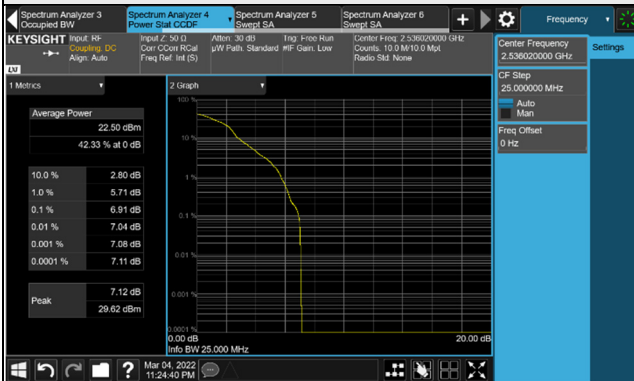 Spectrum Analyzer 3
Occupied BW
Spectrum Analyzer 4
Power Stat CCDF
Spectrum Analyzer 5
Swept SA
Spectrum Analyzer 6
Swept SA
+
Frequency
KEYSIGHT
Input: RF
Coupling: DC
Align: Auto
Input Z: 50 Ω
Corr CCorr RCal
Freq Ref: Int (S)
Atten: 30 dB
µW Path: Standard
Trig: Free Run
#IF Gain: Low
Center Freq: 2.536020000 GHz
Counts: 10.0 M/10.0 Mpt
Radio Std: None
LXI
Center Frequency
2.536020000 GHz
Settings
CF Step
25.000000 MHz
Auto
Man
Freq Offset
0 Hz
1 Metrics
Average Power
22.50 dBm
42.33 % at 0 dB
10.0 % 2.80 dB
1.0 % 5.71 dB
0.1 % 6.91 dB
0.01 % 7.04 dB
0.001 % 7.08 dB
0.0001 % 7.11 dB
Peak
7.12 dB
29.62 dBm
2 Graph
100 %
10 %
1 %
0.1 %
0.01 %
0.001 %
0.0001 %
0.00 dB
20.00 dB
Info BW 25.000 MHz
?
Mar 04, 2022
11:24:40 PM